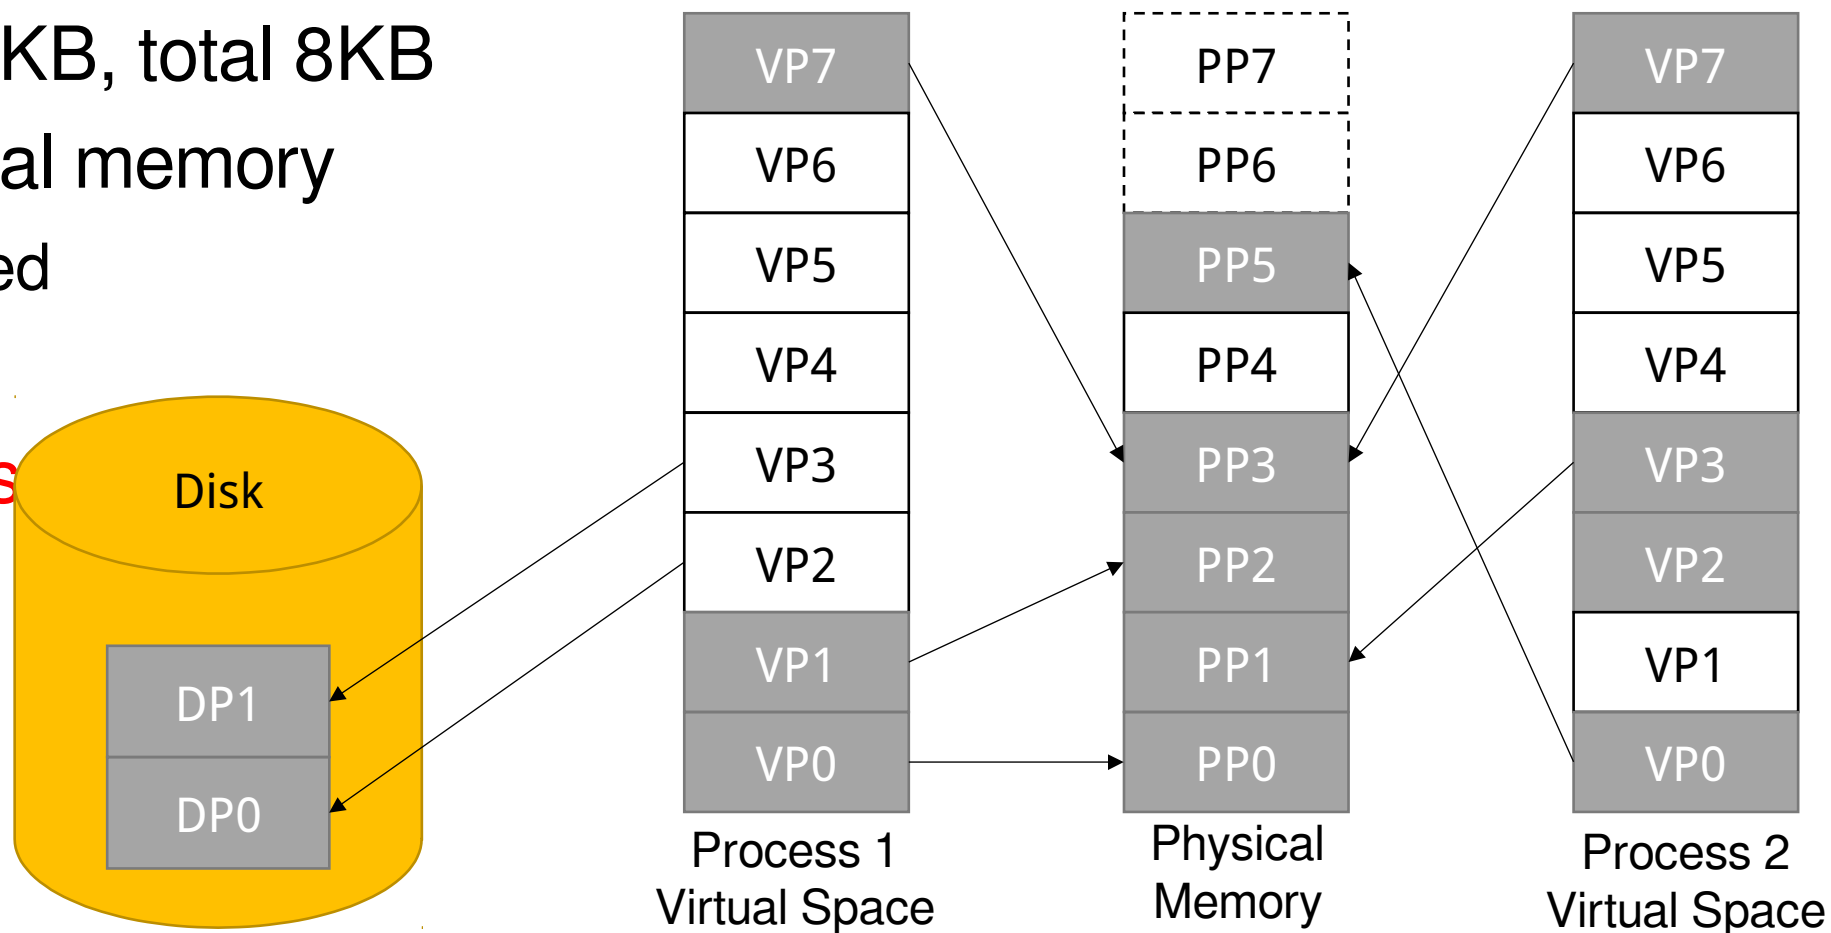 KB, total 8KB
al memory
ed
s
Disk
DP1
DP0
VP7
VP6
VP5
VP4
VP3
VP2
VP1
VP0
Process 1
Virtual Space
PP7
PP6
PP5
PP4
PP3
PP2
PP1
PP0
Physical
Memory
VP7
VP6
VP5
VP4
VP3
VP2
VP1
VP0
Process 2
Virtual Space